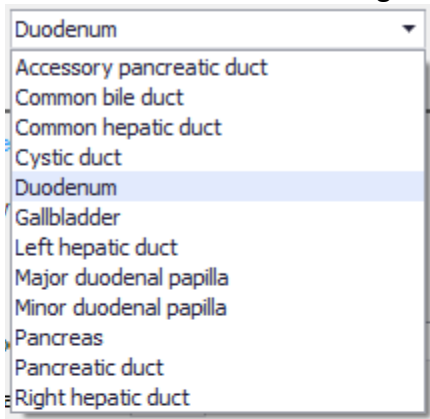 Duodenum
Accessory pancreatic duct
Common bile duct
Common hepatic duct
Cystic duct
Duodenum
Gallbladder
Left hepatic duct
Major duodenal papilla
Minor duodenal papilla
Pancreas
Pancreatic duct
Right hepatic duct